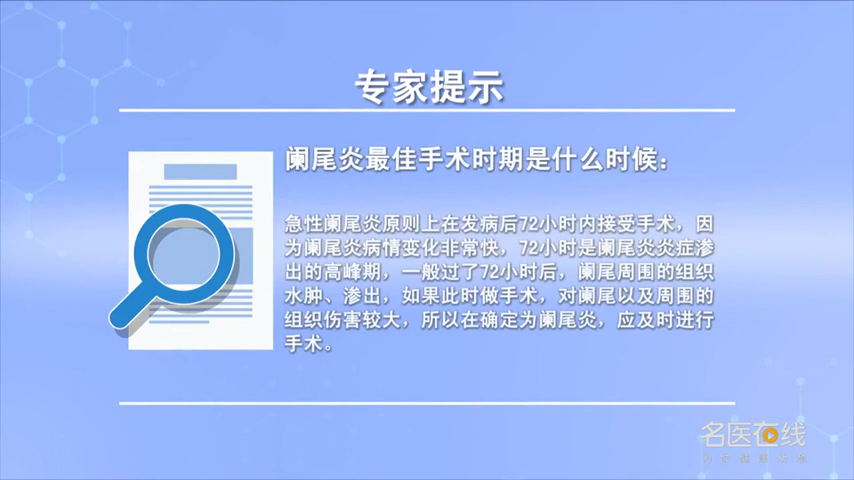 专家提示
阑尾炎最佳手术时期是什么时候：
急性阑尾炎原则上在发病后72小时内接受手术，因
为阑尾炎病情变化非常快，72小时是阑尾炎炎症渗
出的高峰期，一般过了72小时后，阑尾周围的组织
水肿、渗出，如果此时做手术，对阑尾以及周围的
组织伤害较大，所以在确定为阑尾炎，应及时进行
手术。
名医在线